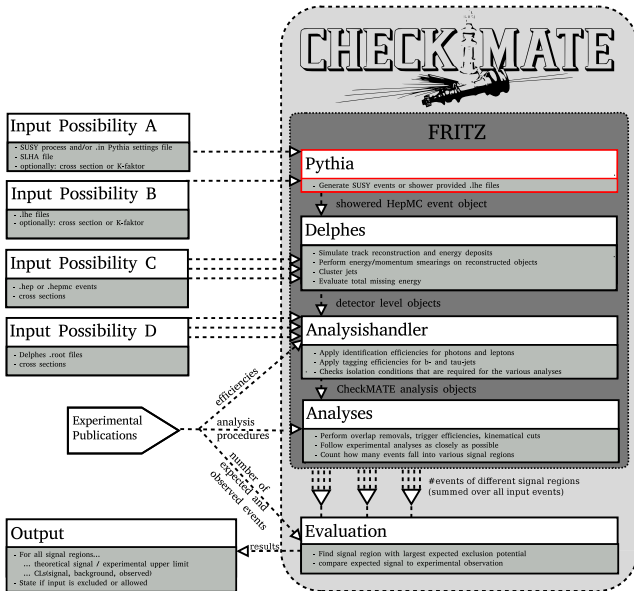 CHECKMATE
FRITZ
Input Possibility A
- SUSY process and/or .in Pythia settings file
- SLHA file
- optionally: cross section or K-faktor
Input Possibility B
- .lhe files
- optionally: cross section or K-faktor
Input Possibility C
- .hep or .hepmc events
- cross sections
Input Possibility D
- Delphes .root files
- cross sections
Pythia
- Generate SUSY events or shower provided .lhe files
showered HepMC event object
Delphes
- Simulate track reconstruction and energy deposits
- Perform energy/momentum smearings on reconstructed objects
- Cluster jets
- Evaluate total missing energy
detector level objects
Analysishandler
- Apply identification efficiencies for photons and leptons
- Apply tagging efficiencies for b- and tau-jets
- Checks isolation conditions that are required for the various analyses
CheckMATE analysis objects
Analyses
- Perform overlap removals, trigger efficiencies, kinematical cuts
- Follow experimental analyses as closely as possible
- Count how many events fall into various signal regions
Experimental
Publications
efficiencies
analysis
procedures
number of
expected and
observed events
#events of different signal regions
(summed over all input events)
Evaluation
- Find signal region with largest expected exclusion potential
- compare expected signal to experimental observation
results
Output
- For all signal regions...
... theoretical signal / experimental upper limit
... CLs(signal, background, observed)
- State if input is excluded or allowed